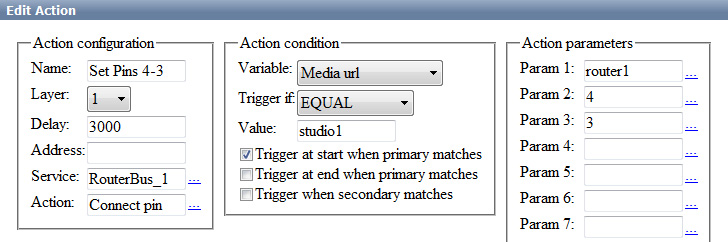 Edit Action
Action configuration
Name: Set Pins 4-3
Layer: 1
Delay: 3000
Address:
Service: RouterBus_1 ...
Action: Connect pin ...
Action condition
Variable: Media url
Trigger if: EQUAL
Value: studio1
Trigger at start when primary matches
Trigger at end when primary matches
Trigger when secondary matches
Action parameters
Param 1: router1 ...
Param 2: 4 ...
Param 3: 3 ...
Param 4: ...
Param 5: ...
Param 6: ...
Param 7: ...